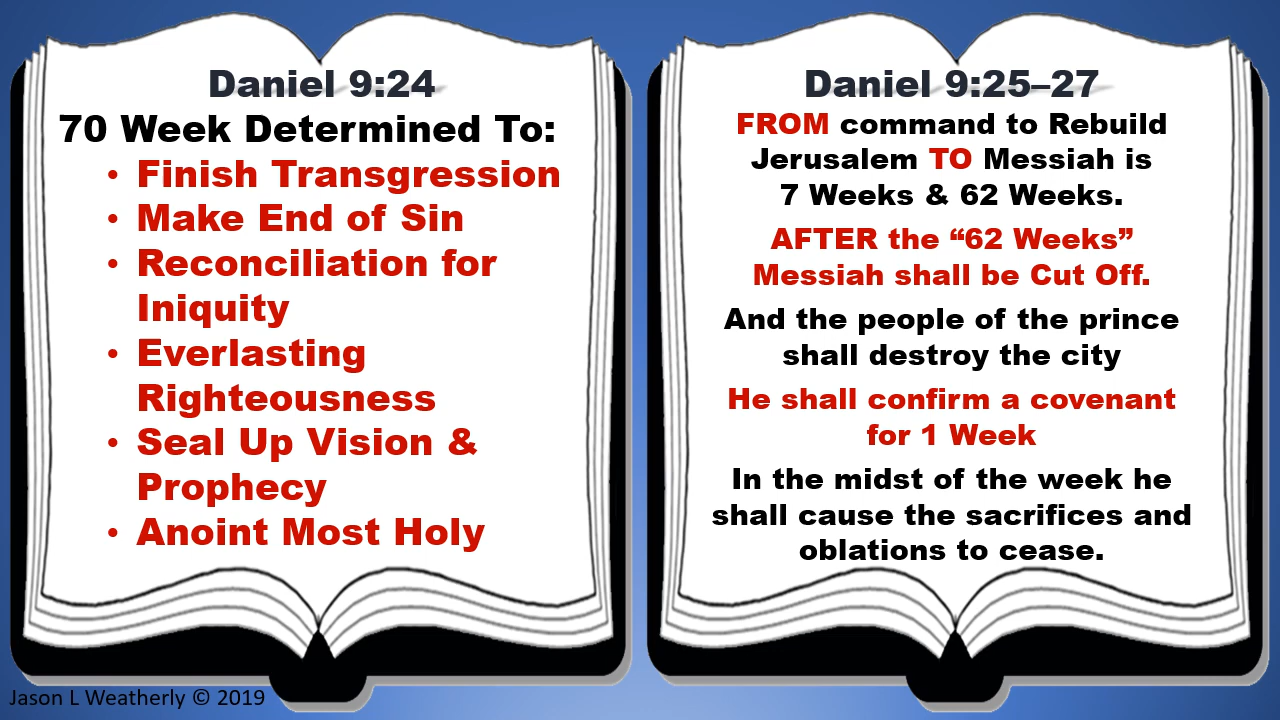 Daniel 9:24
70 Week Determined To:
• Finish Transgression
• Make End of Sin
• Reconciliation for
Iniquity
• Everlasting
Righteousness
• Seal Up Vision &
Prophecy
• Anoint Most Holy
Daniel 9:25–27
FROM command to Rebuild
Jerusalem TO Messiah is
7 Weeks & 62 Weeks.
AFTER the “62 Weeks”
Messiah shall be Cut Off.
And the people of the prince
shall destroy the city
He shall confirm a covenant
for 1 Week
In the midst of the week he
shall cause the sacrifices and
oblations to cease.
Jason L Weatherly © 2019